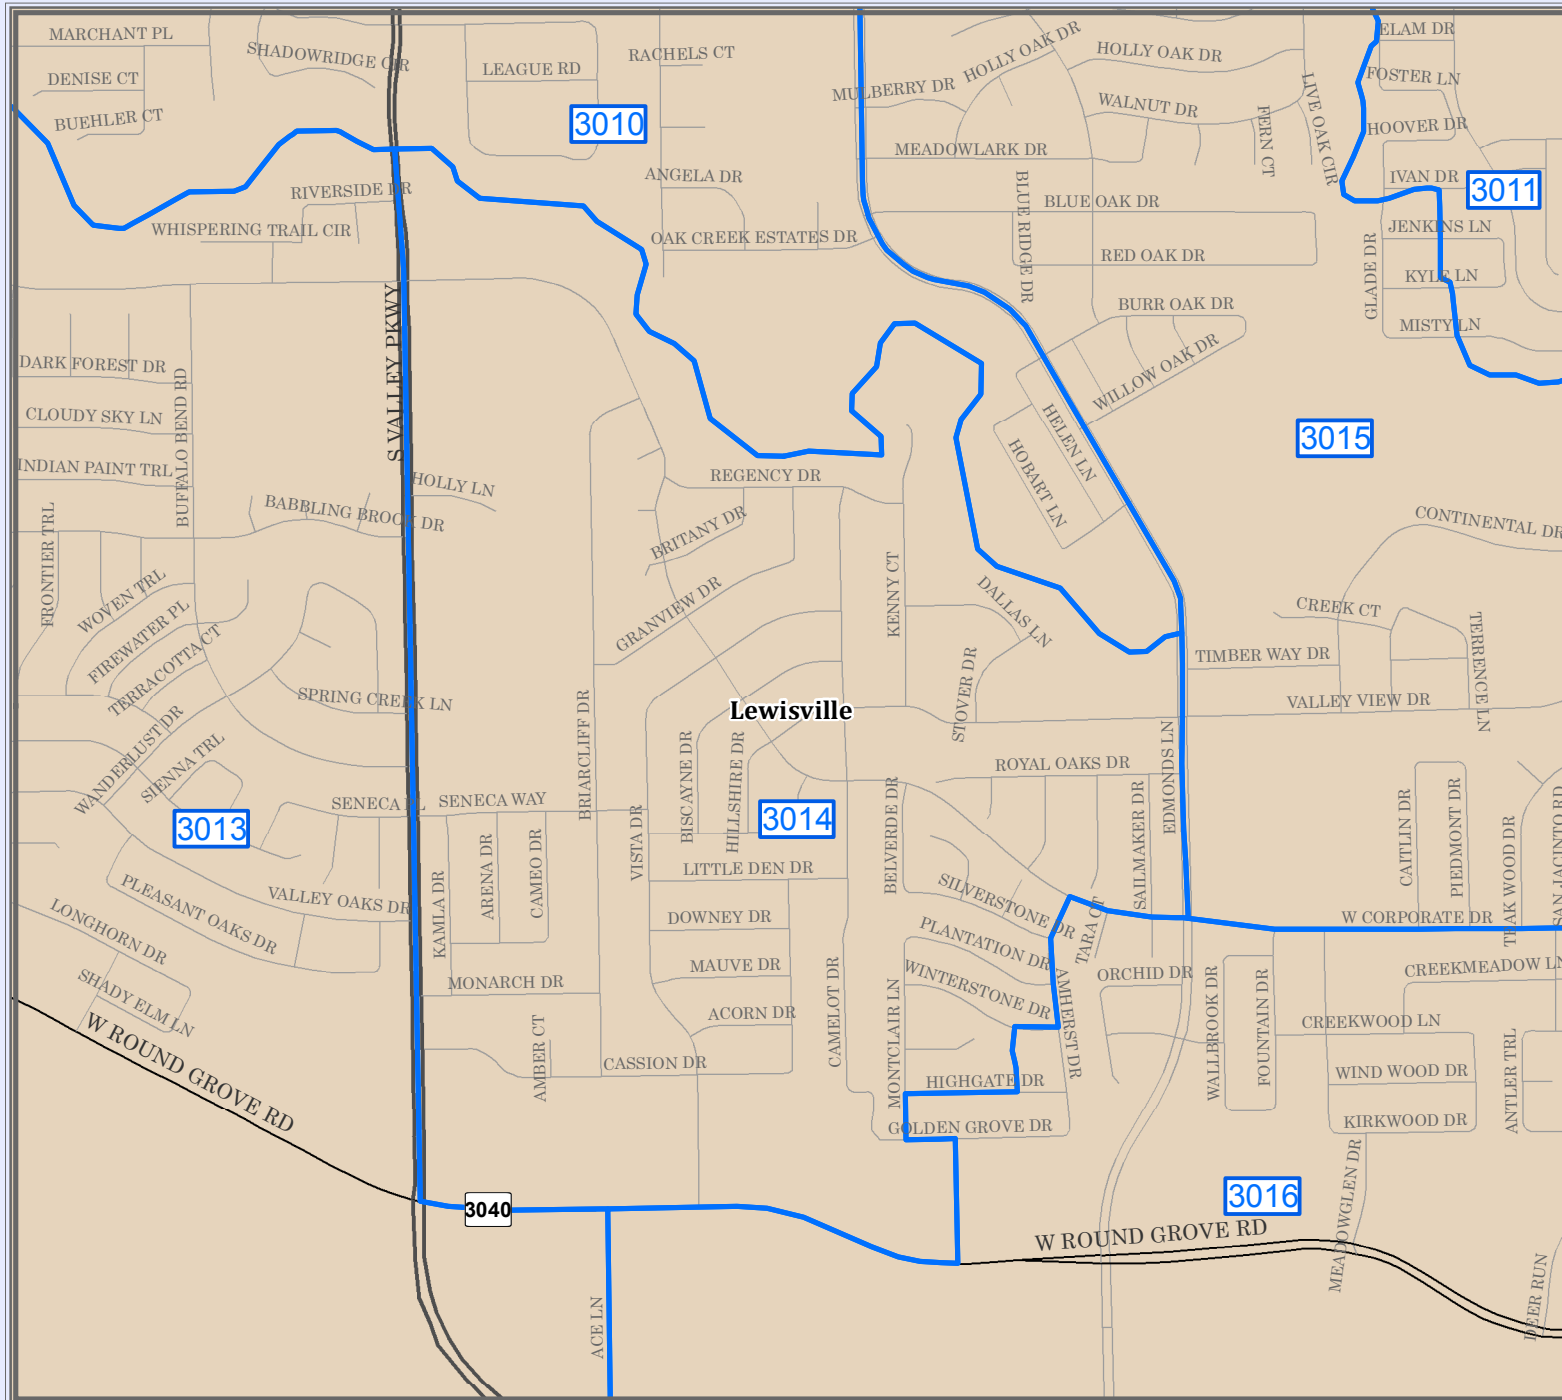 MARCHANT PL
SHADOWRIDGE CIR
DENISE CT
BUEHLER CT
LEAGUE RD
RACHELS CT
3010
MULBERRY DR
HOLLY OAK DR
HOLLY OAK DR
WALNUT DR
FERN CT
LIVE OAK CIR
ELAM DR
FOSTER LN
HOOVER DR
IVAN DR
3011
JENKINS LN
KYLE LN
MISTY LN
GLADE DR
MEADOWLARK DR
BLUE RIDGE DR
BLUE OAK DR
RED OAK DR
BURR OAK DR
WILLOW OAK DR
ANGELA DR
OAK CREEK ESTATES DR
RIVERSIDE DR
WHISPERING TRAIL CIR
S VALLEY PKWY
DARK FOREST DR
CLOUDY SKY LN
INDIAN PAINT TRL
BUFFALO BEND RD
HOLLY LN
BABBLING BROOK DR
REGENCY DR
BRITANY DR
GRANVIEW DR
KENNY CT
HELEN LN
HOBART LN
3015
CONTINENTAL DR
CREEK CT
TERRENCE LN
TIMBER WAY DR
VALLEY VIEW DR
DALLAS LN
STOVER DR
FRONTIER TRL
WOVEN TRL
FIREWATER PL
TERRACOTTA CT
WANDERLUST DR
SIENNA TRL
SPRING CREEK LN
Lewisville
BRIARCLIFF DR
BISCAYNE DR
HILLSHIRE DR
VISTA DR
3013
SENECA PL
SENECA WAY
3014
ROYAL OAKS DR
EDMONDS LN
SAILMAKER DR
BELVERDE DR
CAITLIN DR
PIEDMONT DR
TEAK WOOD DR
SAN JACINTO RD
LITTLE DEN DR
KAMLA DR
ARENA DR
CAMEO DR
VALLEY OAKS DR
PLEASANT OAKS DR
LONGHORN DR
SHADY ELM LN
DOWNEY DR
MAUVE DR
ACORN DR
CASSION DR
MONARCH DR
AMBER CT
CAMELOT DR
MONTCLAIR LN
SILVERSTONE DR
PLANTATION DR
WINTERSTONE DR
TARA CT
AMHERST DR
ORCHID DR
W CORPORATE DR
CREEKMEADOW LN
WALLBROOK DR
FOUNTAIN DR
CREEKWOOD LN
WIND WOOD DR
KIRKWOOD DR
ANTLER TRL
HIGHGATE DR
GOLDEN GROVE DR
W ROUND GROVE RD
3040
3016
W ROUND GROVE RD
MEADOWGLEN DR
DEER RUN
ACE LN